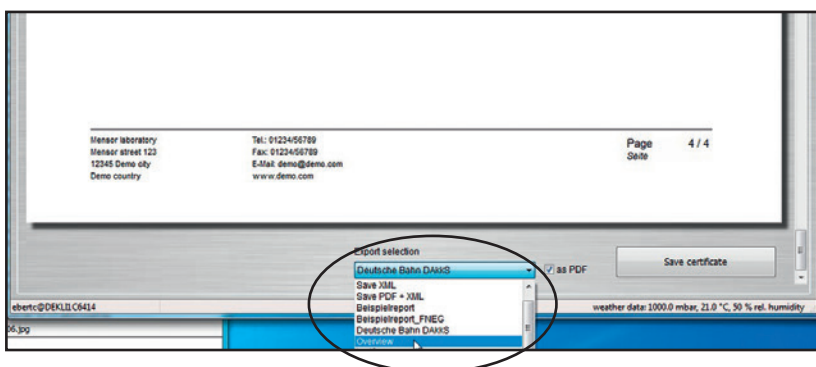 Mensor laboratory
Mensor street 123
12345 Demo city
Demo country
Tel.: 01234/56789
Fax: 01234/56789
E-Mail: demo@demo.com
www.demo.com
Page 4 / 4
Seite
Export selection
Deutsche Bahn DAkkS
as PDF
Save certificate
Save XML
Save PDF + XML
Beispielreport
Beispielreport_FNEG
Deutsche Bahn DAkkS
Overview
ebertc@DEKLI1C6414
weather data: 1000.0 mbar, 21.0 °C, 50 % rel. humidity
06.jpg